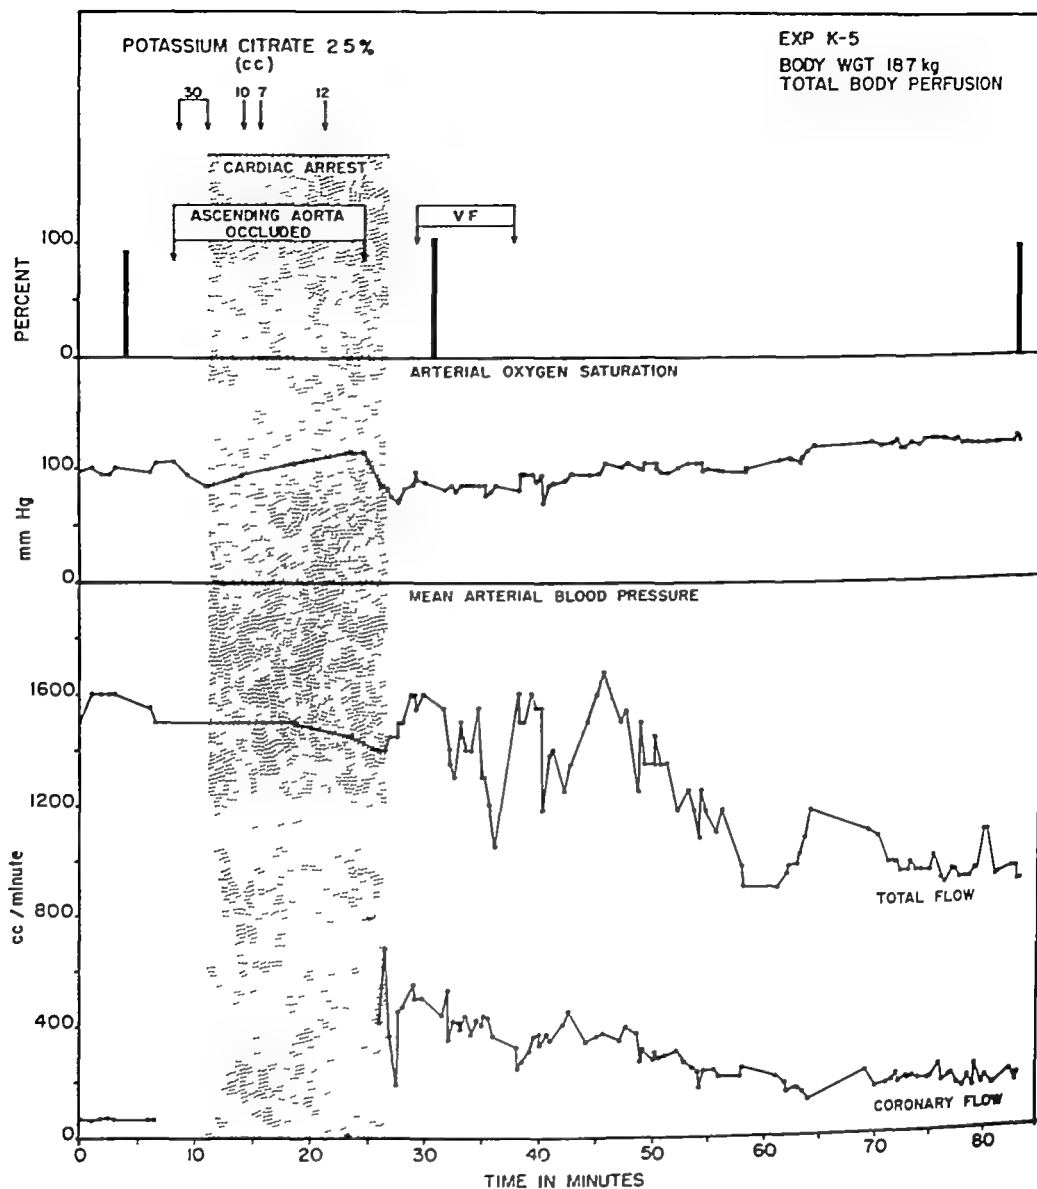 POTASSIUM CITRATE 25%
(cc)
30 10 7 12
EXP K-5
BODY WGT 187 kg
TOTAL BODY PERFUSION
CARDIAC ARREST
ASCENDING AORTA
OCCLUDED
VF
PERCENT
100
0
ARTERIAL OXYGEN SATURATION
mm Hg
100
0
MEAN ARTERIAL BLOOD PRESSURE
cc/minute
1600
1200
800
400
0
TOTAL FLOW
CORONARY FLOW
0 10 20 30 40 50 60 70 80
TIME IN MINUTES